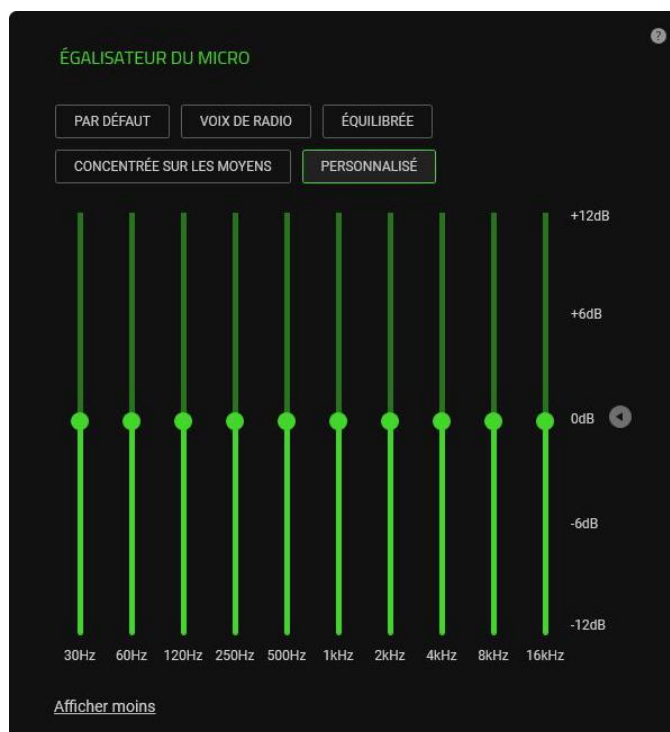 ÉGALISATEUR DU MICRO
?
PAR DÉFAUT VOIX DE RADIO ÉQUILIBRÉE
CONCENTRÉE SUR LES MOYENS PERSONNALISÉ
+12dB
+6dB
0dB
-6dB
-12dB
30Hz 60Hz 120Hz 250Hz 500Hz 1kHz 2kHz 4kHz 8kHz 16kHz
Afficher moins